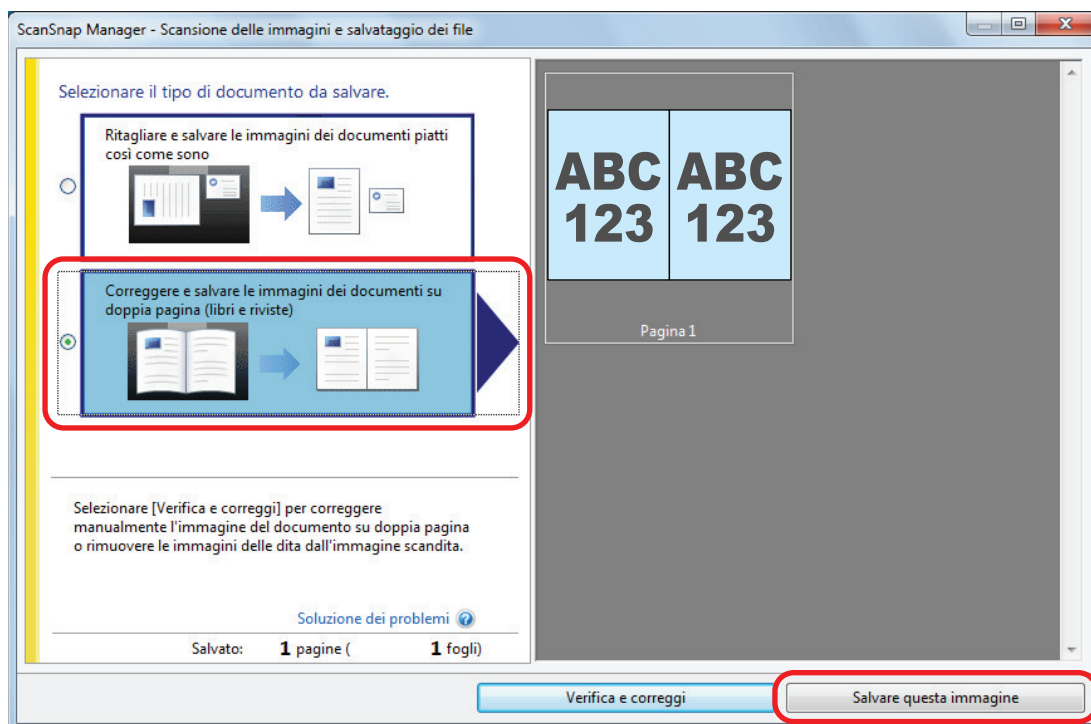 ScanSnap Manager - Scansione delle immagini e salvataggio dei file
Selezionare il tipo di documento da salvare.
Ritagliare e salvare le immagini dei documenti piatti
così come sono
Correggere e salvare le immagini dei documenti su
doppia pagina (libri e riviste)
Selezionare [Verifica e correggi] per correggere
manualmente l'immagine del documento su doppia pagina
o rimuovere le immagini delle dita dall'immagine scandita.
Soluzione dei problemi
Salvato: 1 pagine ( 1 fogli)
ABC ABC
123 123
Pagina 1
Verifica e correggi
Salvare questa immagine